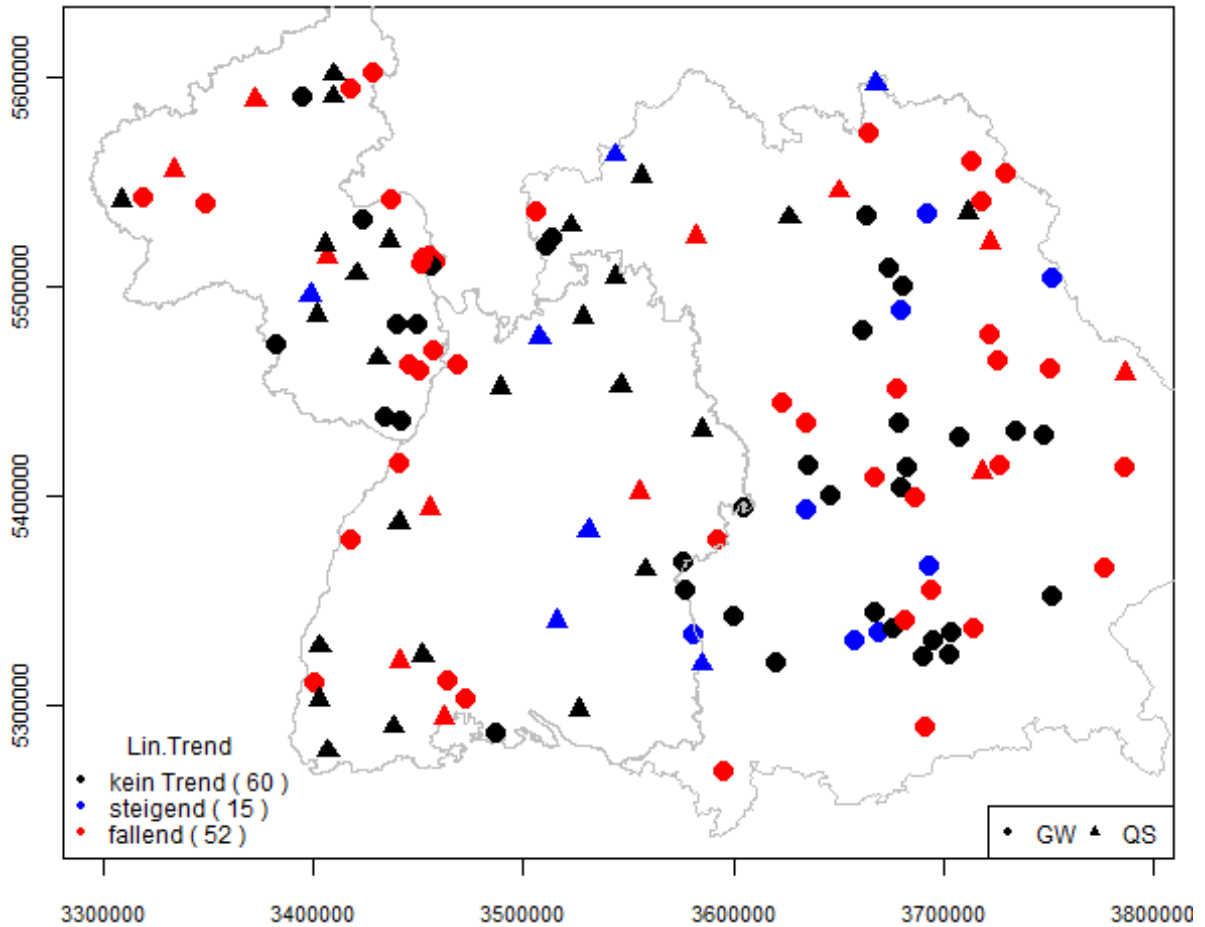 5600000
5500000
5400000
5300000
Lin.Trend
kein Trend ( 60 )
steigend ( 15 )
fallend ( 52 )
GW QS
3300000 3400000 3500000 3600000 3700000 3800000